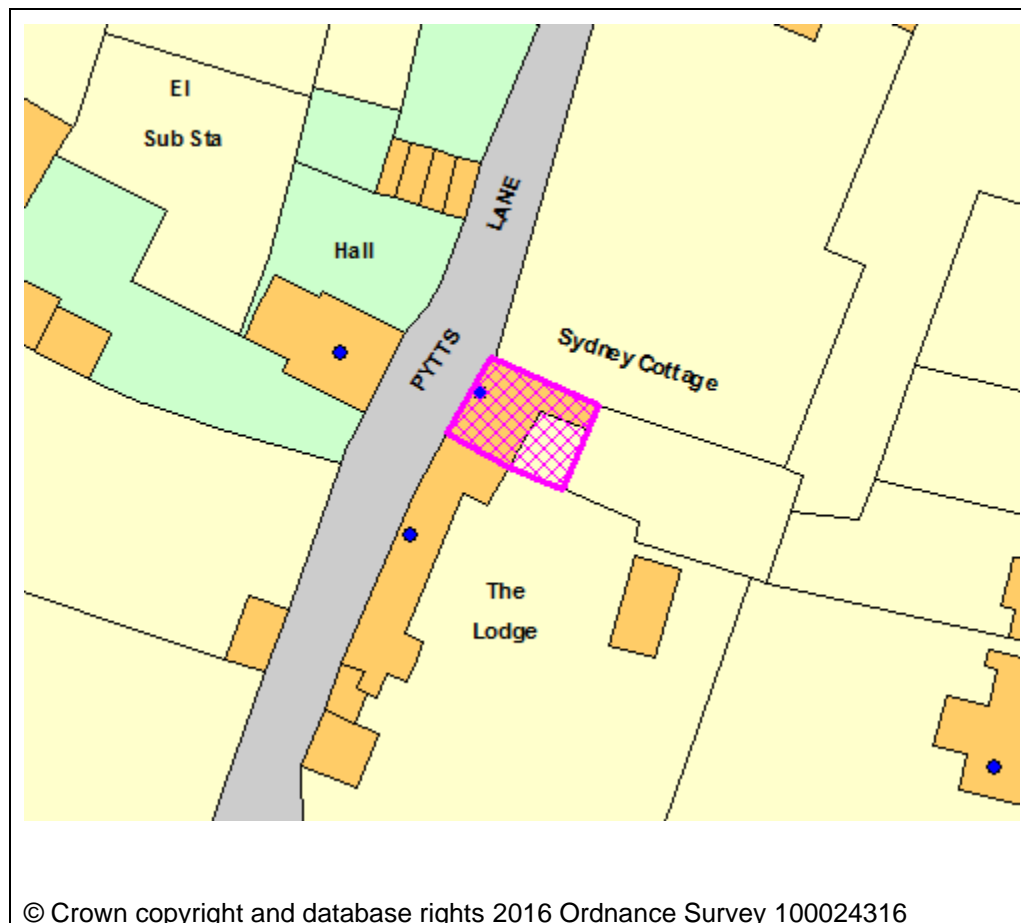 El
Sub Sta
LANE
Hall
PYTTS
Sydney Cottage
The
Lodge
© Crown copyright and database rights 2016 Ordnance Survey 100024316